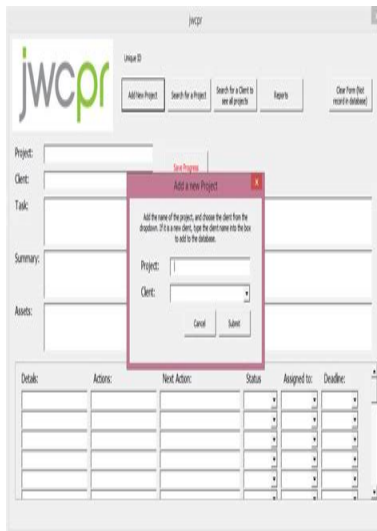 jwcpr
Unique ID
jwcpr
Add New Project
Search for a Project
Search for a Client to
see all projects
Reports
Clear Form (Not
record in database)
Project:
Save Progress
Client:
Task:
Add a new Project
x
Add the name of the project, and choose the client from the
dropdown. If it is a new client, type the client name into the box
to add to the database.
Project:
Client:
Cancel
Submit
Summary:
Assets:
Details:
Actions:
Next Action:
Status
Assigned to:
Deadline: